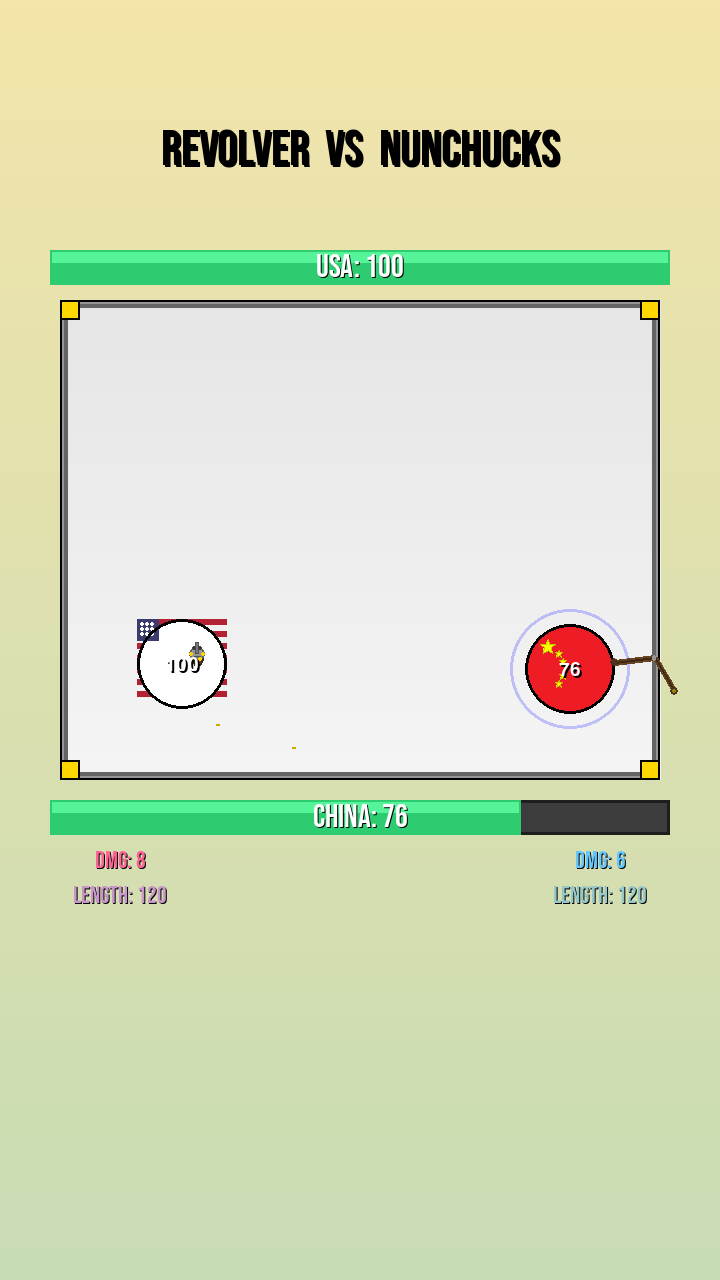 REVOLVER VS NUNCHUCKS
USA: 100
100
76
CHINA: 76
DMG: 8
DMG: 6
LENGTH: 120
LENGTH: 120